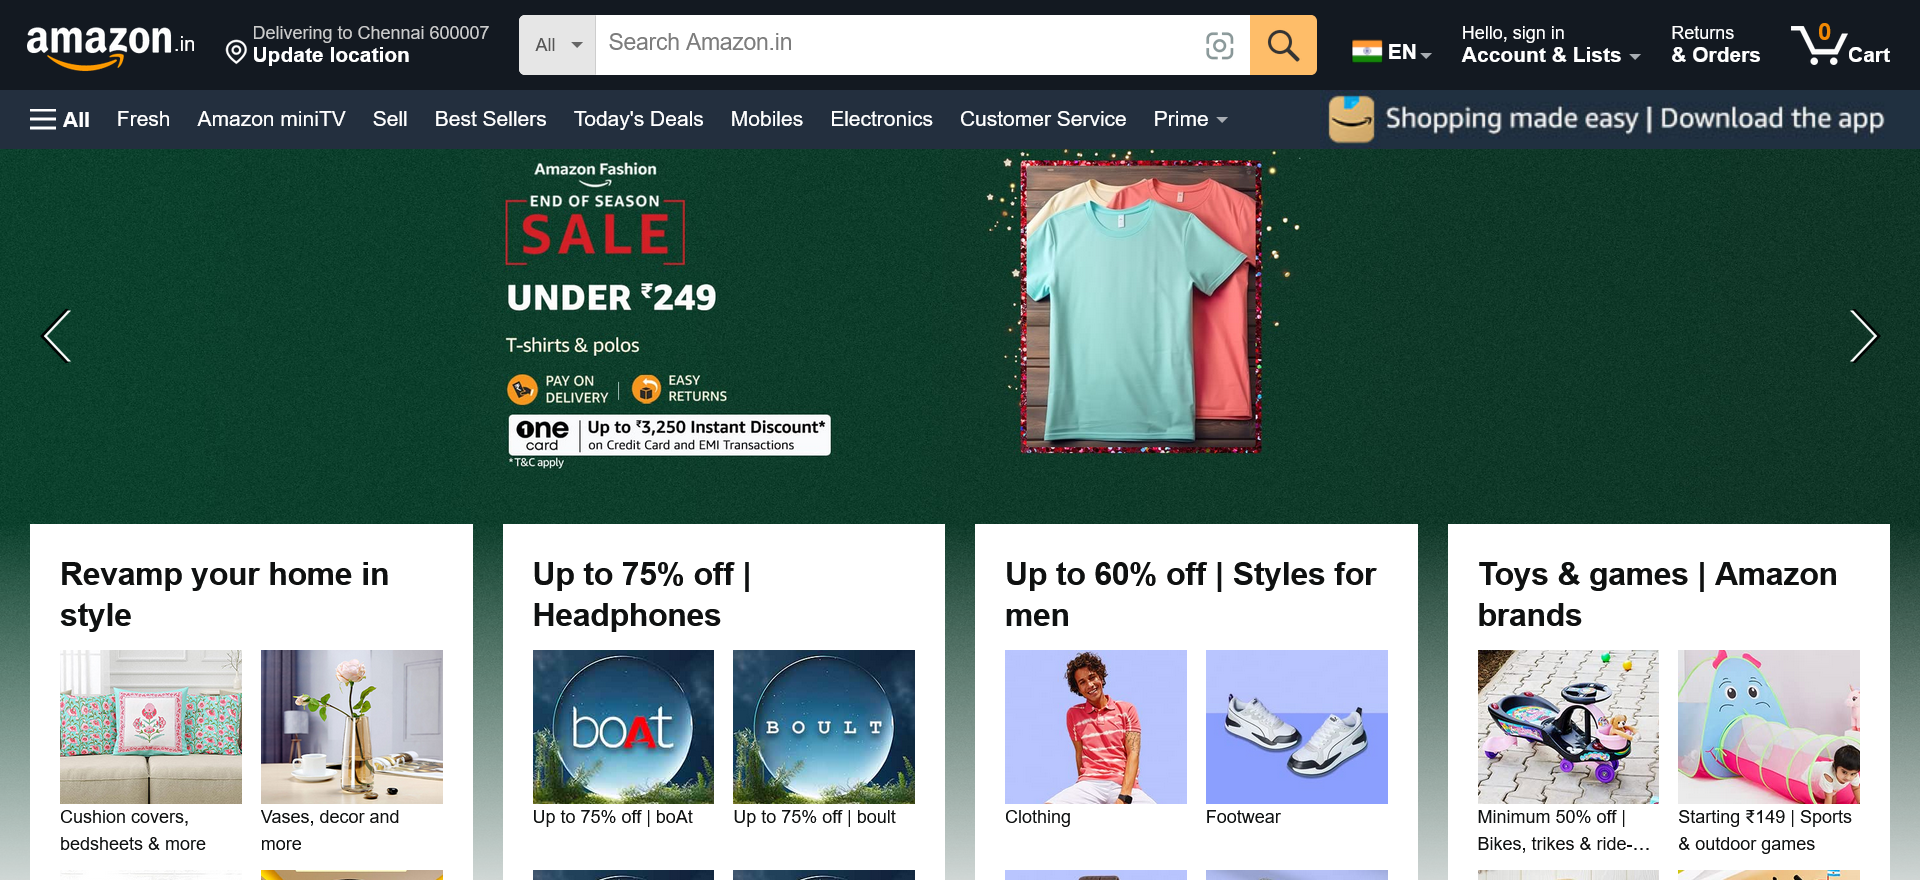 amazon.in
Delivering to Chennai 600007
Update location
All
Search Amazon.in
EN
Hello, sign in
Account & Lists
Returns
& Orders
0
Cart
All
Fresh
Amazon miniTV
Sell
Best Sellers
Today's Deals
Mobiles
Electronics
Customer Service
Prime
Shopping made easy | Download the app
Amazon Fashion
END OF SEASON
SALE
UNDER ₹249
T-shirts & polos
PAY ON
DELIVERY
EASY
RETURNS
one
card
Up to ₹3,250 Instant Discount*
on Credit Card and EMI Transactions
*T&C apply
Revamp your home in
style
Cushion covers,
bedsheets & more
Vases, decor and
more
Up to 75% off |
Headphones
boAt
BOULT
Up to 75% off | boAt
Up to 75% off | boult
Up to 60% off | Styles for
men
Clothing
Footwear
Toys & games | Amazon
brands
Minimum 50% off |
Bikes, trikes & ride-…
Starting ₹149 | Sports
& outdoor games